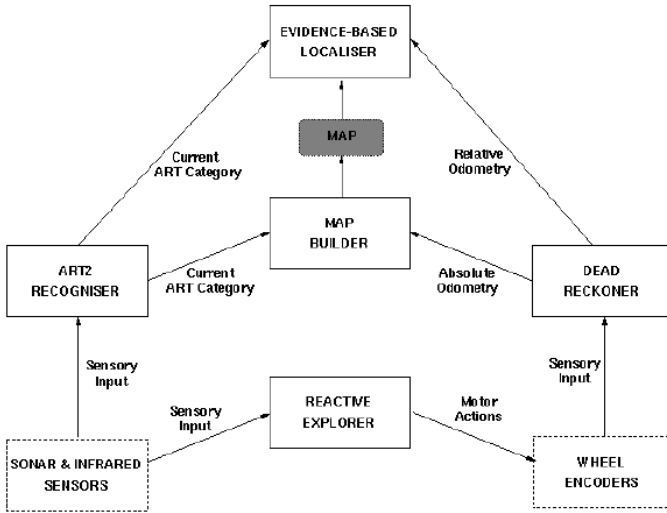 EVIDENCE-BASED
LOCALISER
MAP
Current
ART Category
Relative
Odometry
MAP
BUILDER
ART2
RECOGNISER
Current
ART Category
Absolute
Odometry
DEAD
RECKONER
Sensory
Input
Sensory
Input
REACTIVE
EXPLORER
Motor
Actions
Sensory
Input
SONAR & INFRARED
SENSORS
WHEEL
ENCODERS